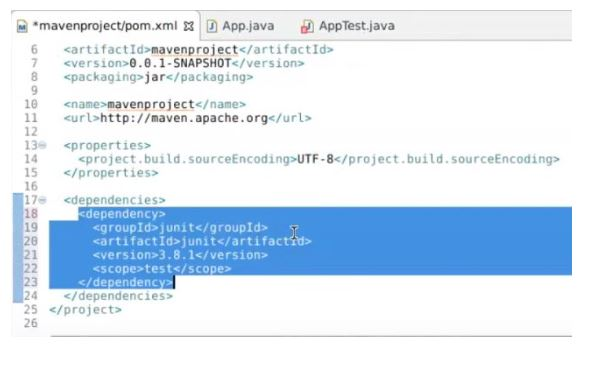 *mavenproject/pom.xml App.java AppTest.java
6 <artifactId>mavenproject</artifactId>
7 <version>0.0.1-SNAPSHOT</version>
8 <packaging>jar</packaging>
9
10 <name>mavenproject</name>
11 <url>http://maven.apache.org</url>
12
13 <properties>
14 <project.build.sourceEncoding>UTF-8</project.build.sourceEncoding>
15 </properties>
16
17 <dependencies>
18 <dependency>
19 <groupId>junit</groupId>
20 <artifactId>junit</artifactId>
21 <version>3.8.1</version>
22 <scope>test</scope>
23 </dependency>
24 </dependencies>
25 </project>
26